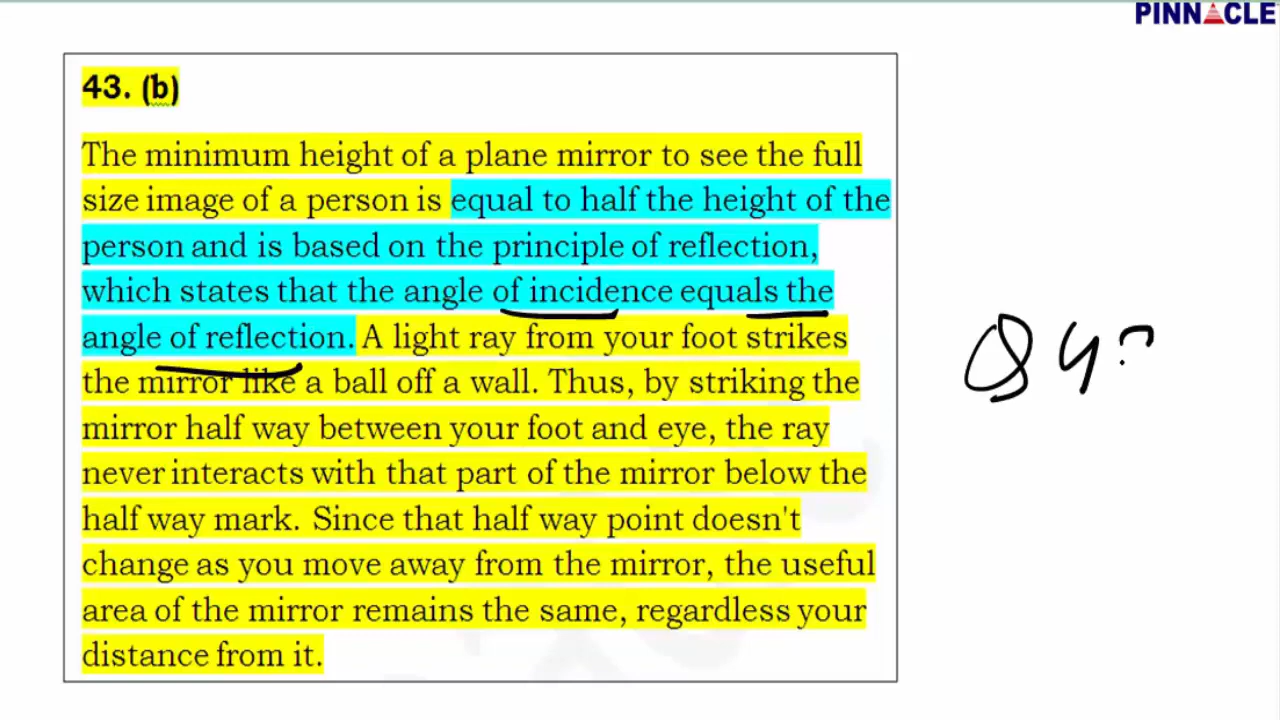 PINNACLE
43. (b)
The minimum height of a plane mirror to see the full
size image of a person is equal to half the height of the
person and is based on the principle of reflection,
which states that the angle of incidence equals the
angle of reflection. A light ray from your foot strikes
the mirror like a ball off a wall. Thus, by striking the
mirror half way between your foot and eye, the ray
never interacts with that part of the mirror below the
half way mark. Since that half way point doesn't
change as you move away from the mirror, the useful
area of the mirror remains the same, regardless your
distance from it.